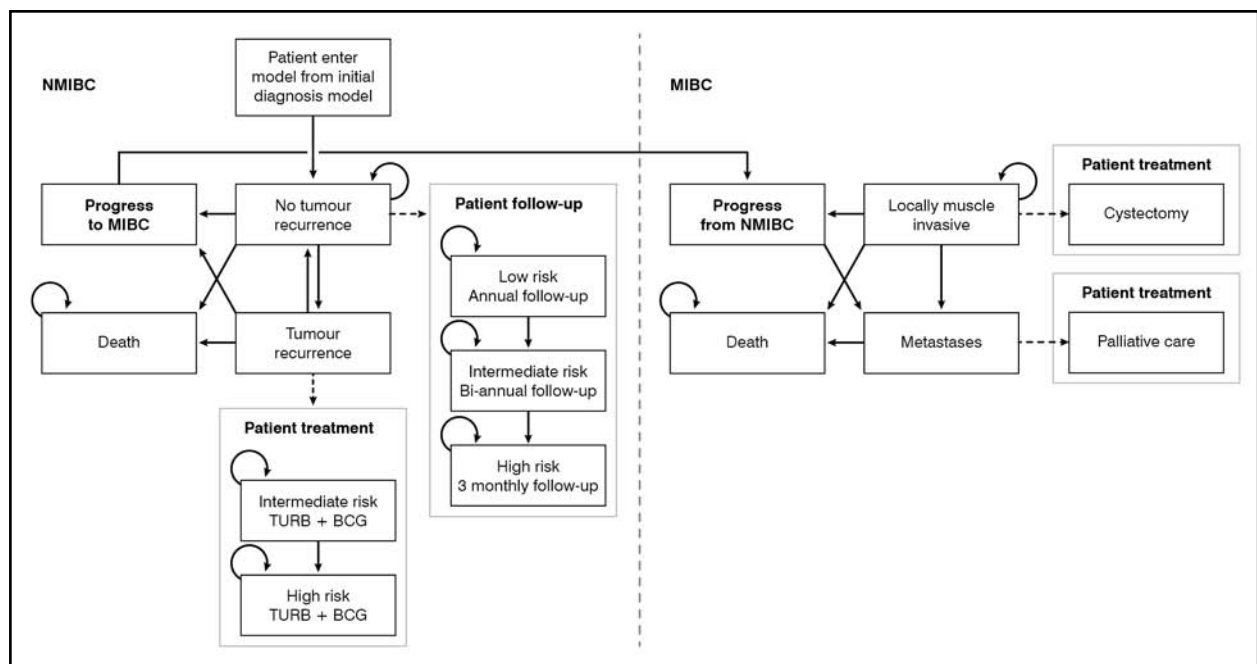 NMIBC
Patient enter
model from initial
diagnosis model
Progress
to MIBC
No tumour
recurrence
Death
Tumour
recurrence
Patient follow-up
Low risk
Annual follow-up
Intermediate risk
Bi-annual follow-up
High risk
3 monthly follow-up
Patient treatment
Intermediate risk
TURB + BCG
High risk
TURB + BCG
MIBC
Progress
from NMIBC
Locally muscle
invasive
Death
Metastases
Patient treatment
Cystectomy
Patient treatment
Palliative care